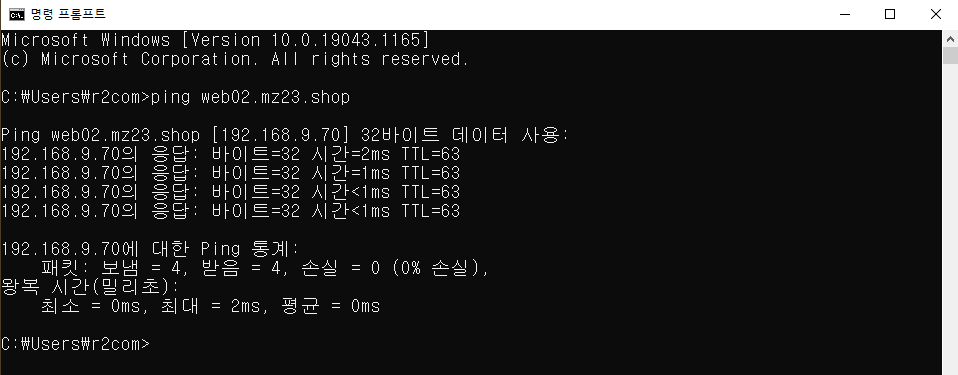 명령 프롬프트
Microsoft Windows [Version 10.0.19043.1165]
(c) Microsoft Corporation. All rights reserved.
C:₩Users₩r2com>ping web02.mz23.shop
Ping web02.mz23.shop [192.168.9.70] 32바이트 데이터 사용:
192.168.9.70의 응답: 바이트=32 시간=2ms TTL=63
192.168.9.70의 응답: 바이트=32 시간=1ms TTL=63
192.168.9.70의 응답: 바이트=32 시간<1ms TTL=63
192.168.9.70의 응답: 바이트=32 시간<1ms TTL=63
192.168.9.70에 대한 Ping 통계:
패킷: 보냄 = 4, 받음 = 4, 손실 = 0 (0% 손실),
왕복 시간(밀리초):
최소 = 0ms, 최대 = 2ms, 평균 = 0ms
C:₩Users₩r2com>